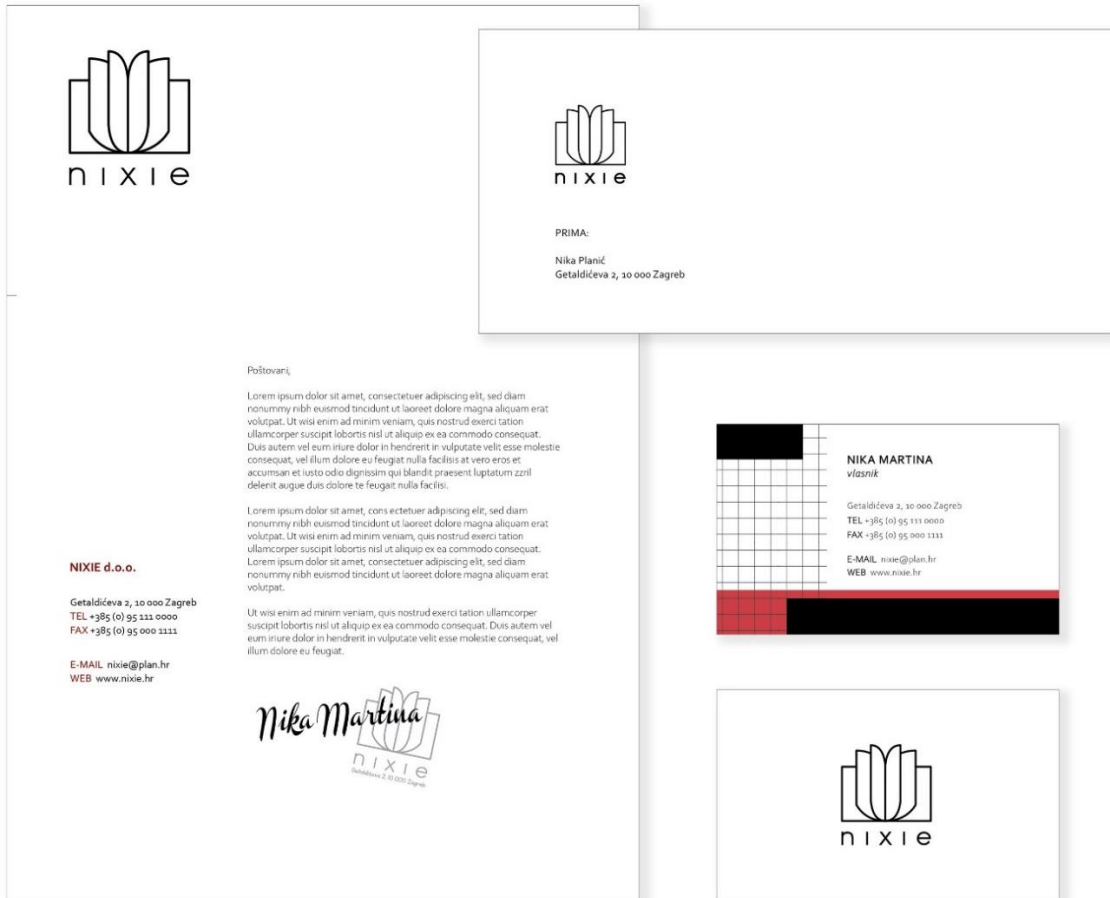 nixie
nixie
PRIMA:
Nika Planić
Getaldićeva 2, 10 000 Zagreb
Poštovani,
Lorem ipsum dolor sit amet, consectetuer adipiscing elit, sed diam
nonummy nibh euismod tincidunt ut laoreet dolore magna aliquam erat
volutpat. Ut wisi enim ad minim veniam, quis nostrud exerci tation
ullamcorper suscipit lobortis nisl ut aliquip ex ea commodo consequat.
Duis autem vel eum iriure dolor in hendrerit in vulputate velit esse molestie
consequat, vel illum dolore eu feugiat nulla facilisis at vero eros et
accumsan et iusto odio dignissim qui blandit praesent luptatum zzril
delenit augue duis dolore te feugait nulla facilisi.
Lorem ipsum dolor sit amet, cons ectetuer adipiscing elit, sed diam
nonummy nibh euismod tincidunt ut laoreet dolore magna aliquam erat
volutpat. Ut wisi enim ad minim veniam, quis nostrud exerci tation
ullamcorper suscipit lobortis nisl ut aliquip ex ea commodo consequat.
Lorem ipsum dolor sit amet, consectetuer adipiscing elit, sed diam
nonummy nibh euismod tincidunt ut laoreet dolore magna aliquam erat
volutpat.
Ut wisi enim ad minim veniam, quis nostrud exerci tation ullamcorper
suscipit lobortis nisl ut aliquip ex ea commodo consequat. Duis autem vel
eum iriure dolor in hendrerit in vulputate velit esse molestie consequat, vel
illum dolore eu feugiat.
NIXIE d.o.o.
Getaldićeva 2, 10 000 Zagreb
TEL +385 (0) 95 111 0000
FAX +385 (0) 95 000 1111
E-MAIL nixie@plan.hr
WEB www.nixie.hr
Nika Martina
nixie
Getaldićeva 2, 10 000 Zagreb
NIKA MARTINA
vlasnik
Getaldićeva 2, 10 000 Zagreb
TEL +385 (0) 95 111 0000
FAX +385 (0) 95 000 1111
E-MAIL nixie@plan.hr
WEB www.nixie.hr
nixie